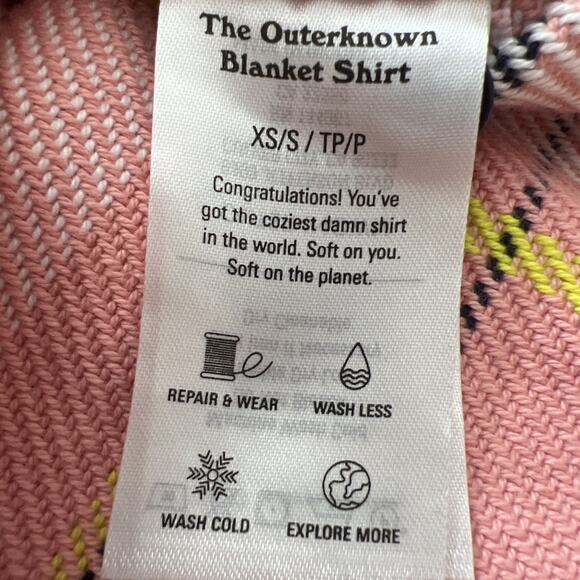 The Outerknown
Blanket Shirt
XS/S / TP/P
Congratulations! You've
got the coziest damn shirt
in the world. Soft on you.
Soft on the planet.
REPAIR & WEAR
WASH LESS
WASH COLD
EXPLORE MORE